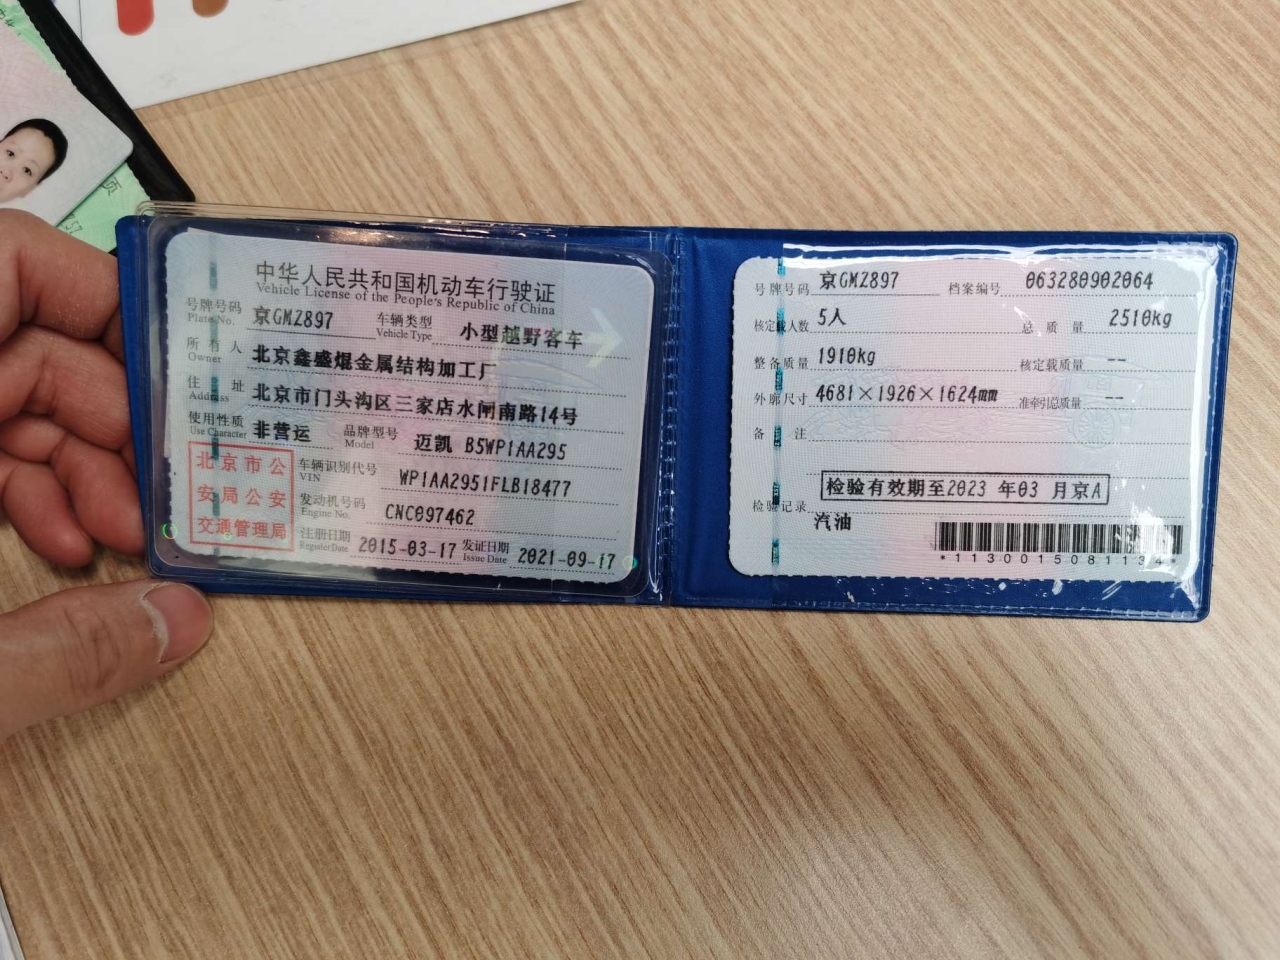 中华人民共和国机动车行驶证
Vehicle License of the People's Republic of China
号牌号码 京GMZ897 车辆类型 小型越野客车
Plate No. Vehicle Type
所有人 北京鑫盛焜金属结构加工厂
Owner
住址 北京市门头沟区三家店水闸南路14号
Address
使用性质 非营运 品牌型号 迈凯 B5WP1AA295
Use Character Model
北京市公
安局公安
交通管理局
车辆识别代号 WP1AA2951FLB18477
VIN
发动机号码 CNC097462
Engine No.
注册日期 2015-03-17 发证日期 2021-09-17
Register Date Issue Date
号牌号码 京GMZ897 档案编号 063280902064
核定载人数 5人 总质量 2510kg
整备质量 1910kg 核定载质量 --
外廓尺寸 4681×1926×1624mm 准牵引总质量 --
备注
检验有效期至2023 年03 月京A
检验记录
汽油